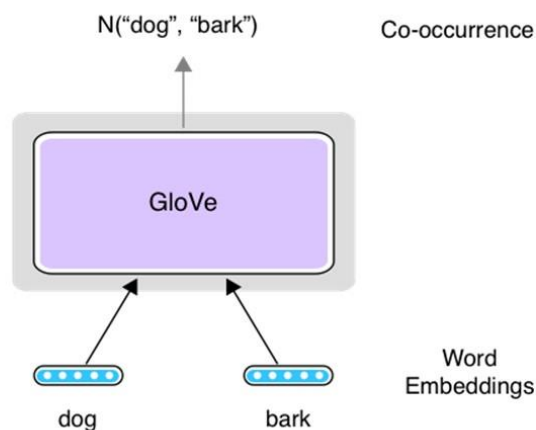 N(“dog”, “bark”)
Co-occurrence
GloVe
Word
Embeddings
dog
bark